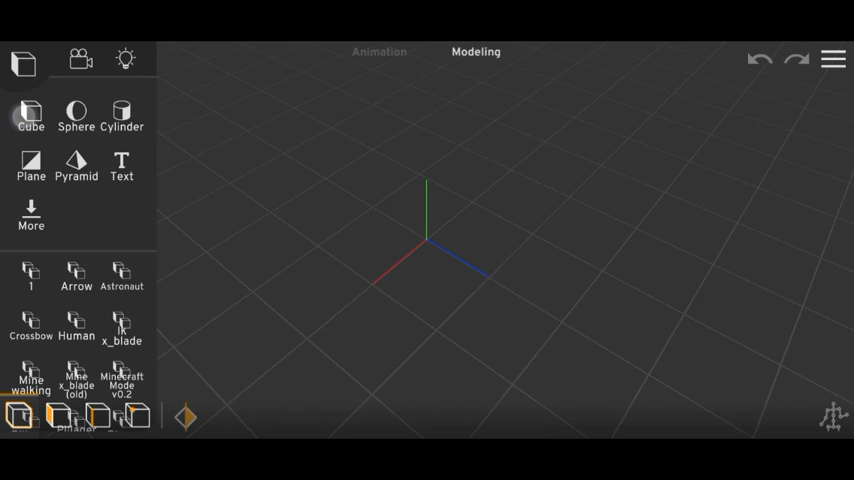 Animation
Modeling
Cube
Sphere
Cylinder
Plane
Pyramid
Text
More
1
Arrow
Astronaut
Crossbow
Human
Ik
x_blade
Mine
walking
Mine
x_blade
(old)
Minecraft
Mode
v0.2